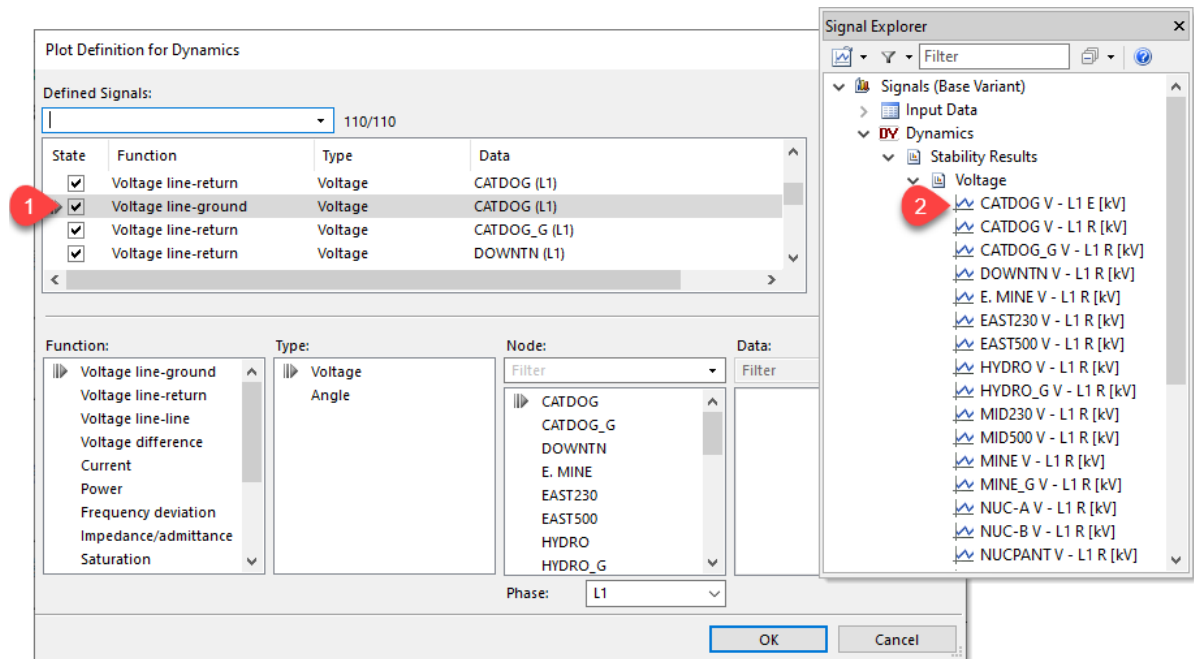 Plot Definition for Dynamics
Defined Signals:
110/110
State Function Type Data
Voltage line-return Voltage CATDOG (L1)
1 Voltage line-ground Voltage CATDOG (L1)
Voltage line-return Voltage CATDOG_G (L1)
Voltage line-return Voltage DOWNTN (L1)
Function:
Voltage line-ground
Voltage line-return
Voltage line-line
Voltage difference
Current
Power
Frequency deviation
Impedance/admittance
Saturation
Type:
Voltage
Angle
Node:
Filter
CATDOG
CATDOG_G
DOWNTN
E. MINE
EAST230
EAST500
HYDRO
HYDRO_G
Data:
Filter
Phase: L1
OK Cancel
Signal Explorer
Filter
Signals (Base Variant)
Input Data
DY Dynamics
Stability Results
Voltage
2 CATDOG V - L1 E [kV]
CATDOG V - L1 R [kV]
CATDOG_G V - L1 R [kV]
DOWNTN V - L1 R [kV]
E. MINE V - L1 R [kV]
EAST230 V - L1 R [kV]
EAST500 V - L1 R [kV]
HYDRO V - L1 R [kV]
HYDRO_G V - L1 R [kV]
MID230 V - L1 R [kV]
MID500 V - L1 R [kV]
MINE V - L1 R [kV]
MINE_G V - L1 R [kV]
NUC-A V - L1 R [kV]
NUC-B V - L1 R [kV]
NUCPANT V - L1 R [kV]